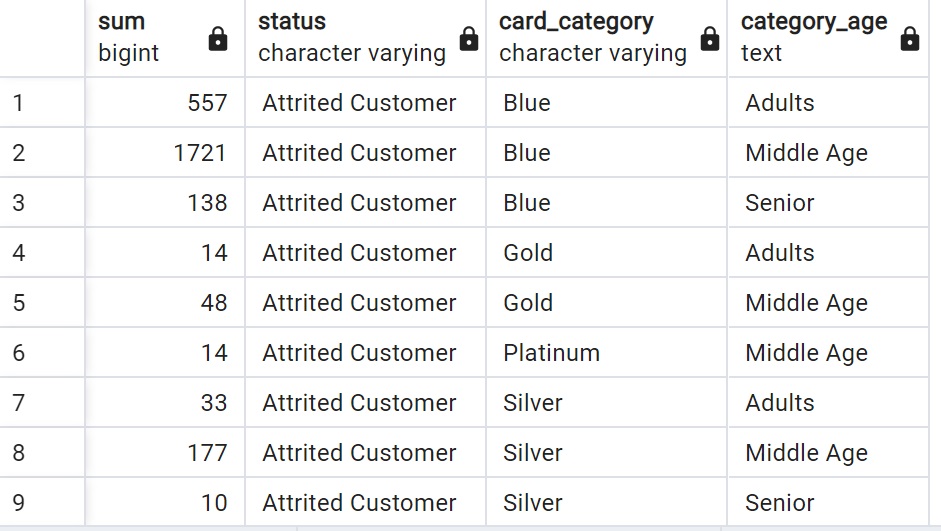 sum status card_category category_age
bigint character varying character varying text
1 557 Attrited Customer Blue Adults
2 1721 Attrited Customer Blue Middle Age
3 138 Attrited Customer Blue Senior
4 14 Attrited Customer Gold Adults
5 48 Attrited Customer Gold Middle Age
6 14 Attrited Customer Platinum Middle Age
7 33 Attrited Customer Silver Adults
8 177 Attrited Customer Silver Middle Age
9 10 Attrited Customer Silver Senior